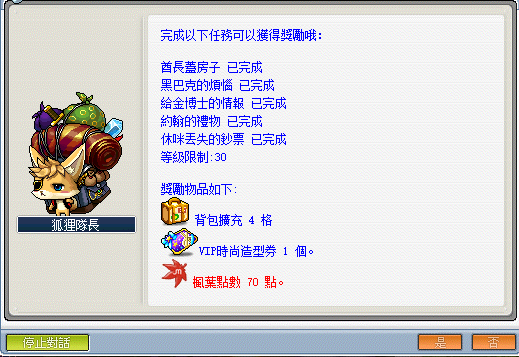 完成以下任務可以獲得獎勵哦:
酋長蓋房子 已完成
黑巴克的煩惱 已完成
給金博士的情報 已完成
約翰的禮物 已完成
休咪丟失的鈔票 已完成
等級限制:30
獎勵物品如下:
背包擴充 4 格
VIP時尚造型券 1 個。
楓葉點數 70 點。
狐狸隊長
停止對話
是
否